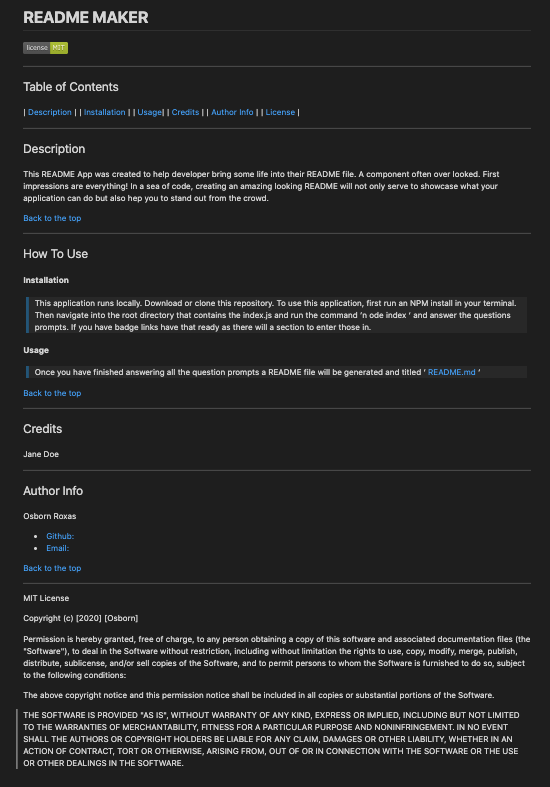 README MAKER
license MIT
Table of Contents
| Description | | Installation | | Usage| | Credits | | Author Info | | License |
Description
This README App was created to help developer bring some life into their README file. A component often over looked. First
impressions are everything! In a sea of code, creating an amazing looking README will not only serve to showcase what your
application can do but also hep you to stand out from the crowd.
Back to the top
How To Use
Installation
This application runs locally. Download or clone this repository. To use this application, first run an NPM install in your terminal.
Then navigate into the root directory that contains the index.js and run the command ’n ode index ‘ and answer the questions
prompts. If you have badge links have that ready as there will a section to enter those in.
Usage
Once you have finished answering all the question prompts a README file will be generated and titled ‘ README.md ’
Back to the top
Credits
Jane Doe
Author Info
Osborn Roxas
• Github:
• Email:
Back to the top
MIT License
Copyright (c) [2020] [Osborn]
Permission is hereby granted, free of charge, to any person obtaining a copy of this software and associated documentation files (the
"Software"), to deal in the Software without restriction, including without limitation the rights to use, copy, modify, merge, publish,
distribute, sublicense, and/or sell copies of the Software, and to permit persons to whom the Software is furnished to do so, subject
to the following conditions:
The above copyright notice and this permission notice shall be included in all copies or substantial portions of the Software.
THE SOFTWARE IS PROVIDED "AS IS", WITHOUT WARRANTY OF ANY KIND, EXPRESS OR IMPLIED, INCLUDING BUT NOT LIMITED
TO THE WARRANTIES OF MERCHANTABILITY, FITNESS FOR A PARTICULAR PURPOSE AND NONINFRINGEMENT. IN NO EVENT
SHALL THE AUTHORS OR COPYRIGHT HOLDERS BE LIABLE FOR ANY CLAIM, DAMAGES OR OTHER LIABILITY, WHETHER IN AN
ACTION OF CONTRACT, TORT OR OTHERWISE, ARISING FROM, OUT OF OR IN CONNECTION WITH THE SOFTWARE OR THE USE
OR OTHER DEALINGS IN THE SOFTWARE.